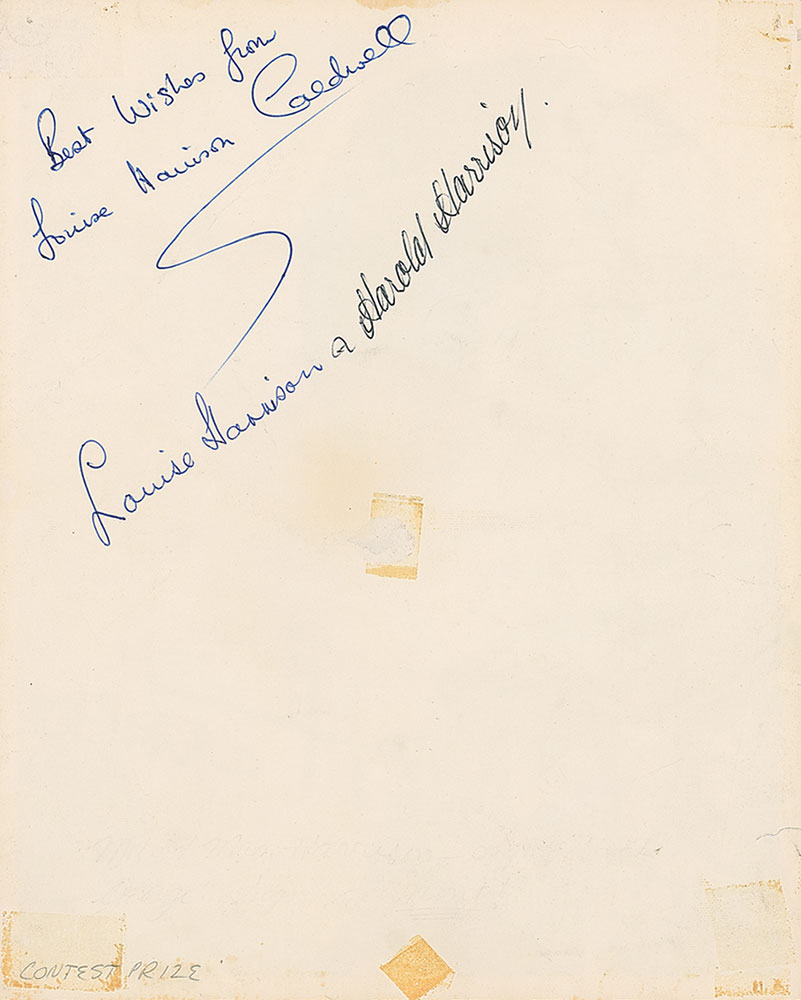 Best Wishes from
Louise Harrison Caldwell
Louise Harrison & Harold Harrison.
CONTEST PRIZE